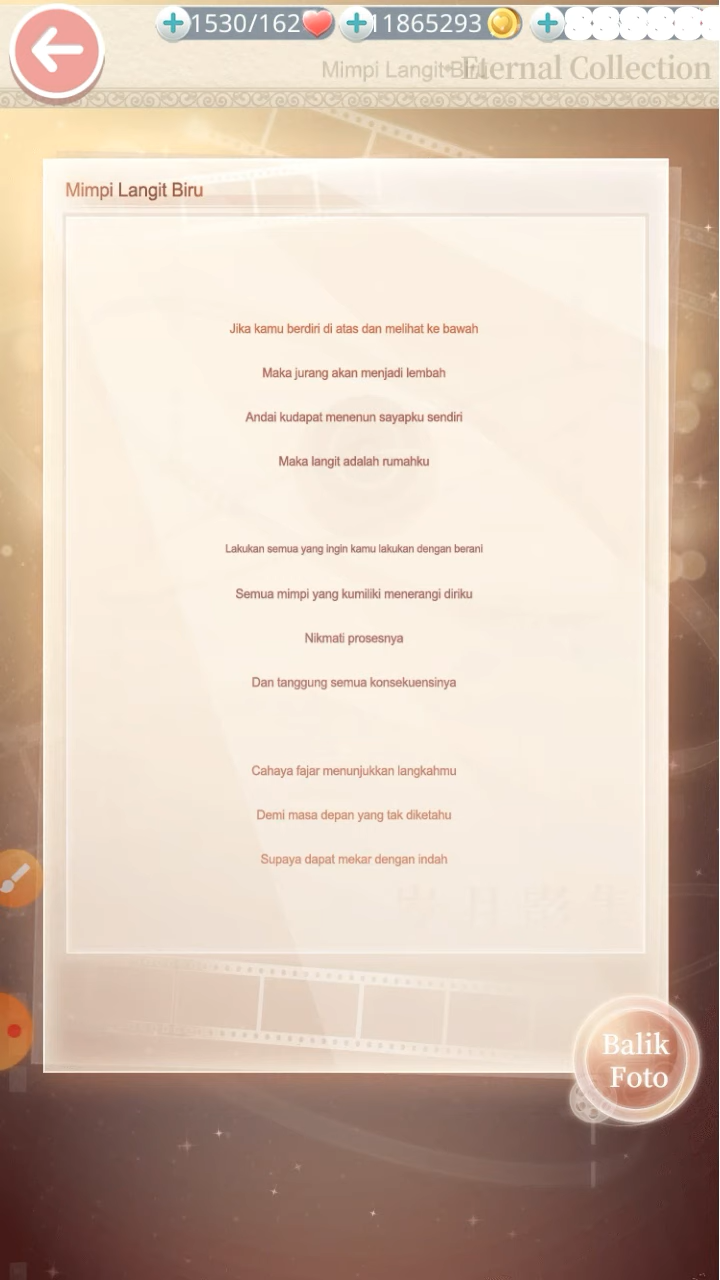 1530/162
11865293
Mimpi Langit Biru
Eternal Collection
Mimpi Langit Biru
Jika kamu berdiri di atas dan melihat ke bawah
Maka jurang akan menjadi lembah
Andai kudapat menenun sayapku sendiri
Maka langit adalah rumahku
Lakukan semua yang ingin kamu lakukan dengan berani
Semua mimpi yang kumiliki menerangi diriku
Nikmati prosesnya
Dan tanggung semua konsekuensinya
Cahaya fajar menunjukkan langkahmu
Demi masa depan yang tak diketahu
Supaya dapat mekar dengan indah
Balik
Foto